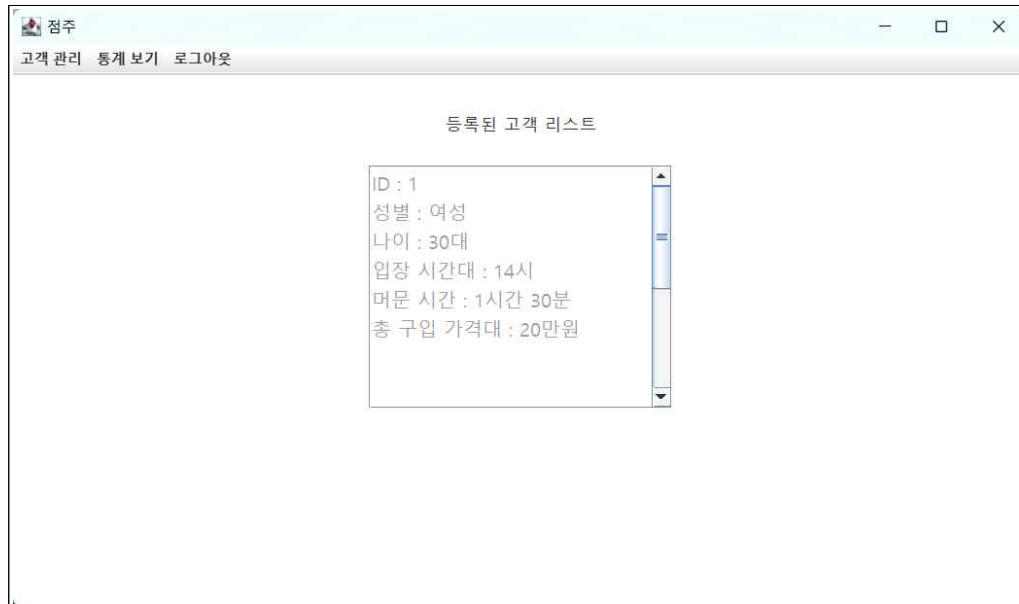 점주
고객 관리 통계 보기 로그아웃
등록된 고객 리스트
ID : 1
성별 : 여성
나이 : 30대
입장 시간대 : 14시
머문 시간 : 1시간 30분
총 구입 가격대 : 20만원